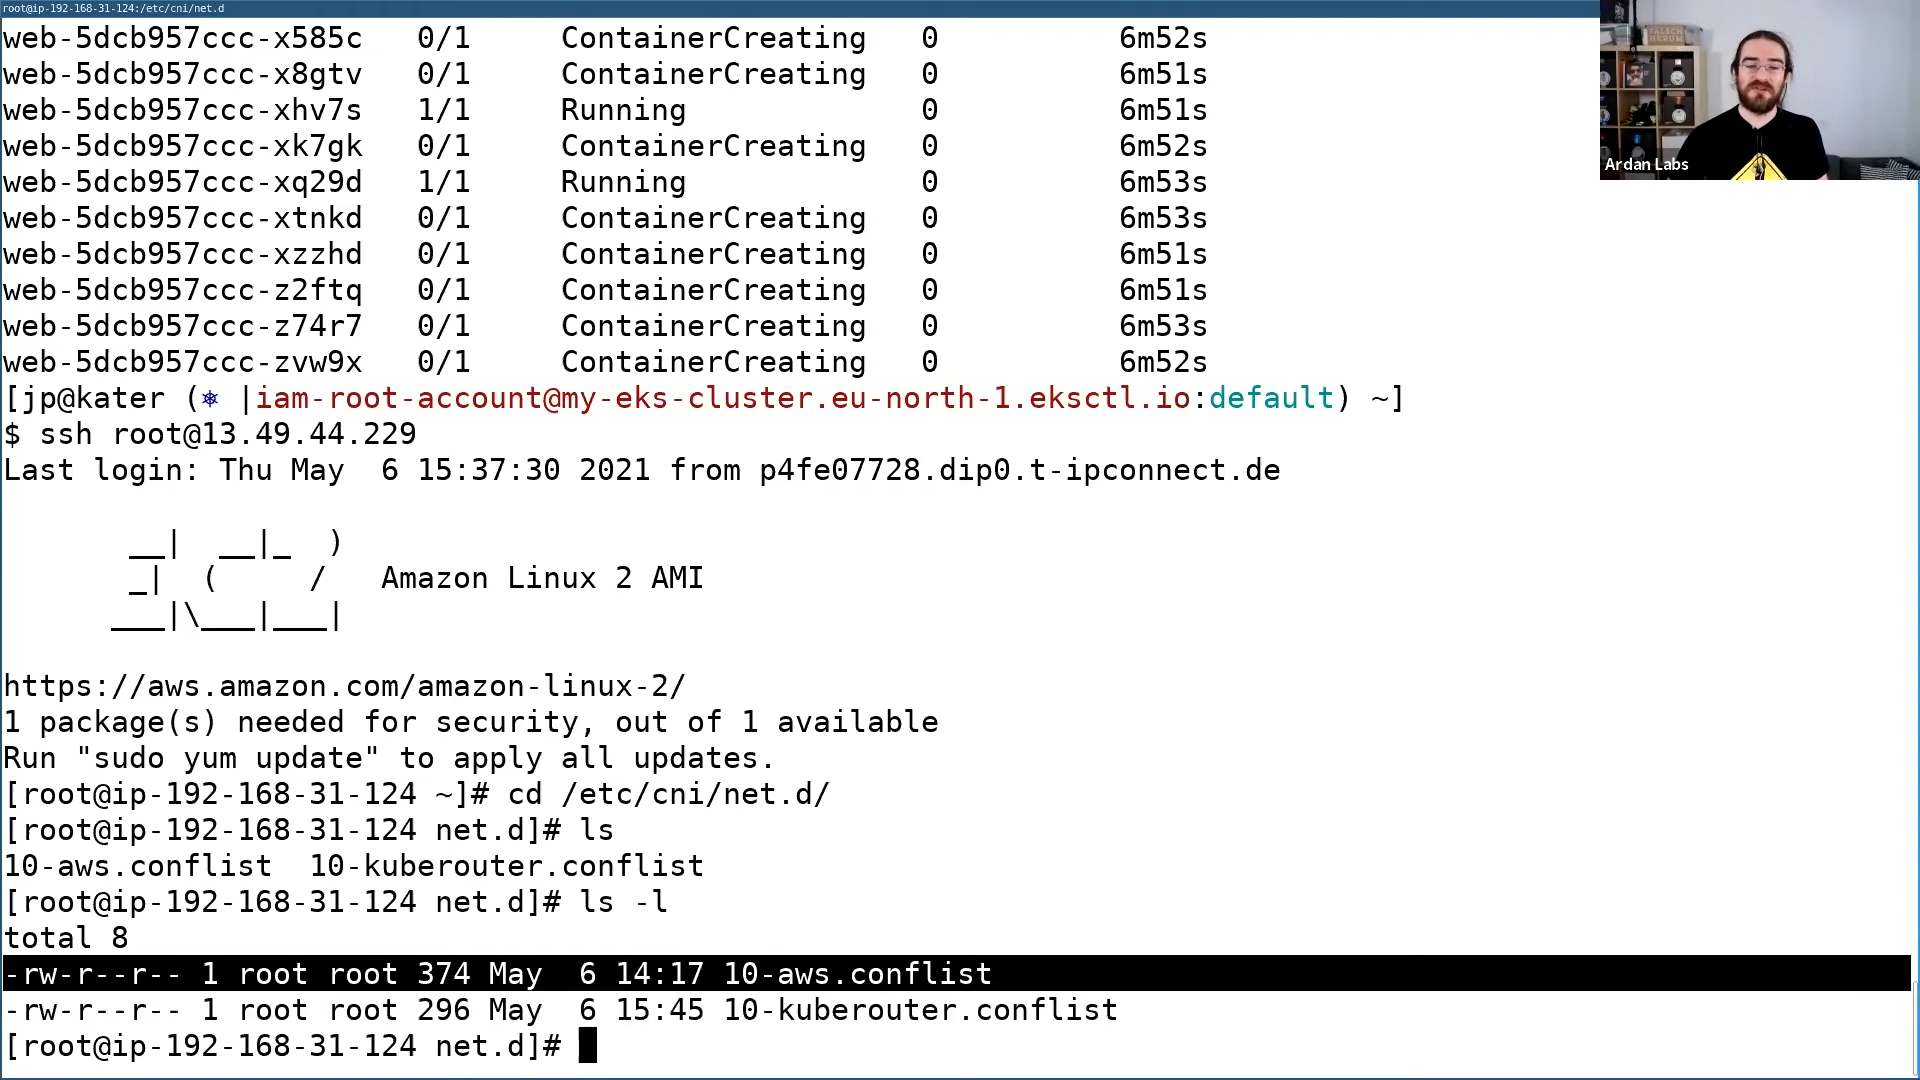 root@ip-192-168-31-124:/etc/cni/net.d
web-5dcb957ccc-x585c   0/1     ContainerCreating   0          6m52s
web-5dcb957ccc-x8gtv   0/1     ContainerCreating   0          6m51s
web-5dcb957ccc-xhv7s   1/1     Running             0          6m51s
web-5dcb957ccc-xk7gk   0/1     ContainerCreating   0          6m52s
web-5dcb957ccc-xq29d   1/1     Running             0          6m53s
web-5dcb957ccc-xtnkd   0/1     ContainerCreating   0          6m53s
web-5dcb957ccc-xzzhd   0/1     ContainerCreating   0          6m51s
web-5dcb957ccc-z2ftq   0/1     ContainerCreating   0          6m51s
web-5dcb957ccc-z74r7   0/1     ContainerCreating   0          6m53s
web-5dcb957ccc-zvw9x   0/1     ContainerCreating   0          6m52s
[jp@kater (⎈ |iam-root-account@my-eks-cluster.eu-north-1.eksctl.io:default) ~]
$ ssh root@13.49.44.229
Last login: Thu May  6 15:37:30 2021 from p4fe07728.dip0.t-ipconnect.de
       __|  __|_  )
       _|  (     /   Amazon Linux 2 AMI
      ___|\___|___|
https://aws.amazon.com/amazon-linux-2/
1 package(s) needed for security, out of 1 available
Run "sudo yum update" to apply all updates.
[root@ip-192-168-31-124 ~]# cd /etc/cni/net.d/
[root@ip-192-168-31-124 net.d]# ls
10-aws.conflist  10-kuberouter.conflist
[root@ip-192-168-31-124 net.d]# ls -l
total 8
-rw-r--r-- 1 root root 374 May  6 14:17 10-aws.conflist
-rw-r--r-- 1 root root 296 May  6 15:45 10-kuberouter.conflist
[root@ip-192-168-31-124 net.d]#
Ardan Labs